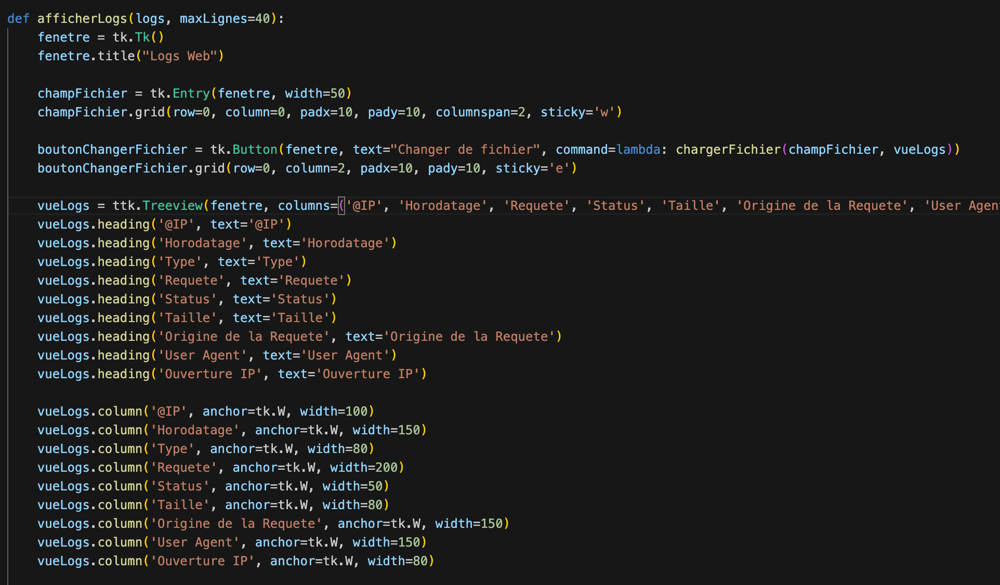 def afficherLogs(logs, maxLignes=40):
    fenetre = tk.Tk()
    fenetre.title("Logs Web")

    champFichier = tk.Entry(fenetre, width=50)
    champFichier.grid(row=0, column=0, padx=10, pady=10, columnspan=2, sticky='w')

    boutonChangerFichier = tk.Button(fenetre, text="Changer de fichier", command=lambda: chargerFichier(champFichier, vueLogs))
    boutonChangerFichier.grid(row=0, column=2, padx=10, pady=10, sticky='e')

    vueLogs = ttk.Treeview(fenetre, columns=('@IP', 'Horodatage', 'Requete', 'Status', 'Taille', 'Origine de la Requete', 'User Agen
    vueLogs.heading('@IP', text='@IP')
    vueLogs.heading('Horodatage', text='Horodatage')
    vueLogs.heading('Type', text='Type')
    vueLogs.heading('Requete', text='Requete')
    vueLogs.heading('Status', text='Status')
    vueLogs.heading('Taille', text='Taille')
    vueLogs.heading('Origine de la Requete', text='Origine de la Requete')
    vueLogs.heading('User Agent', text='User Agent')
    vueLogs.heading('Ouverture IP', text='Ouverture IP')

    vueLogs.column('@IP', anchor=tk.W, width=100)
    vueLogs.column('Horodatage', anchor=tk.W, width=150)
    vueLogs.column('Type', anchor=tk.W, width=80)
    vueLogs.column('Requete', anchor=tk.W, width=200)
    vueLogs.column('Status', anchor=tk.W, width=50)
    vueLogs.column('Taille', anchor=tk.W, width=80)
    vueLogs.column('Origine de la Requete', anchor=tk.W, width=150)
    vueLogs.column('User Agent', anchor=tk.W, width=150)
    vueLogs.column('Ouverture IP', anchor=tk.W, width=80)